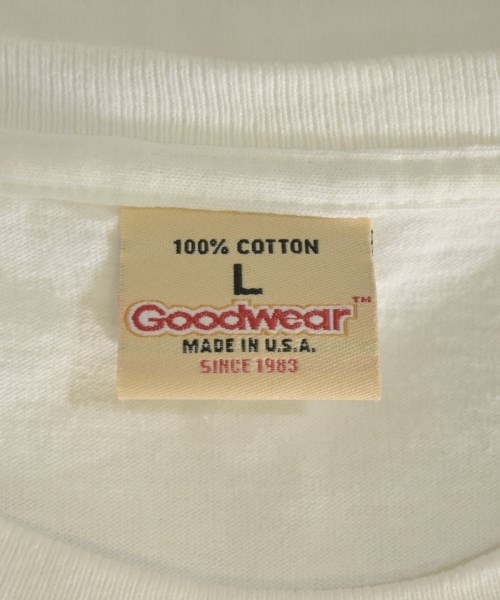 100% COTTON
L
Goodwear™
MADE IN U.S.A.
SINCE 1983